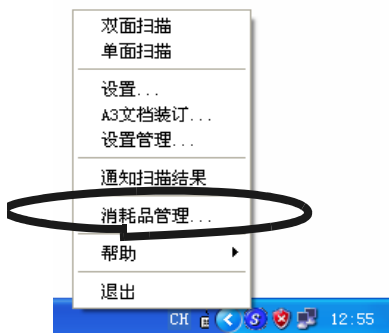 双面扫描
单面扫描
设置...
A3文档装订...
设置管理...
通知扫描结果
消耗品管理...
帮助
退出
CH S 12:55